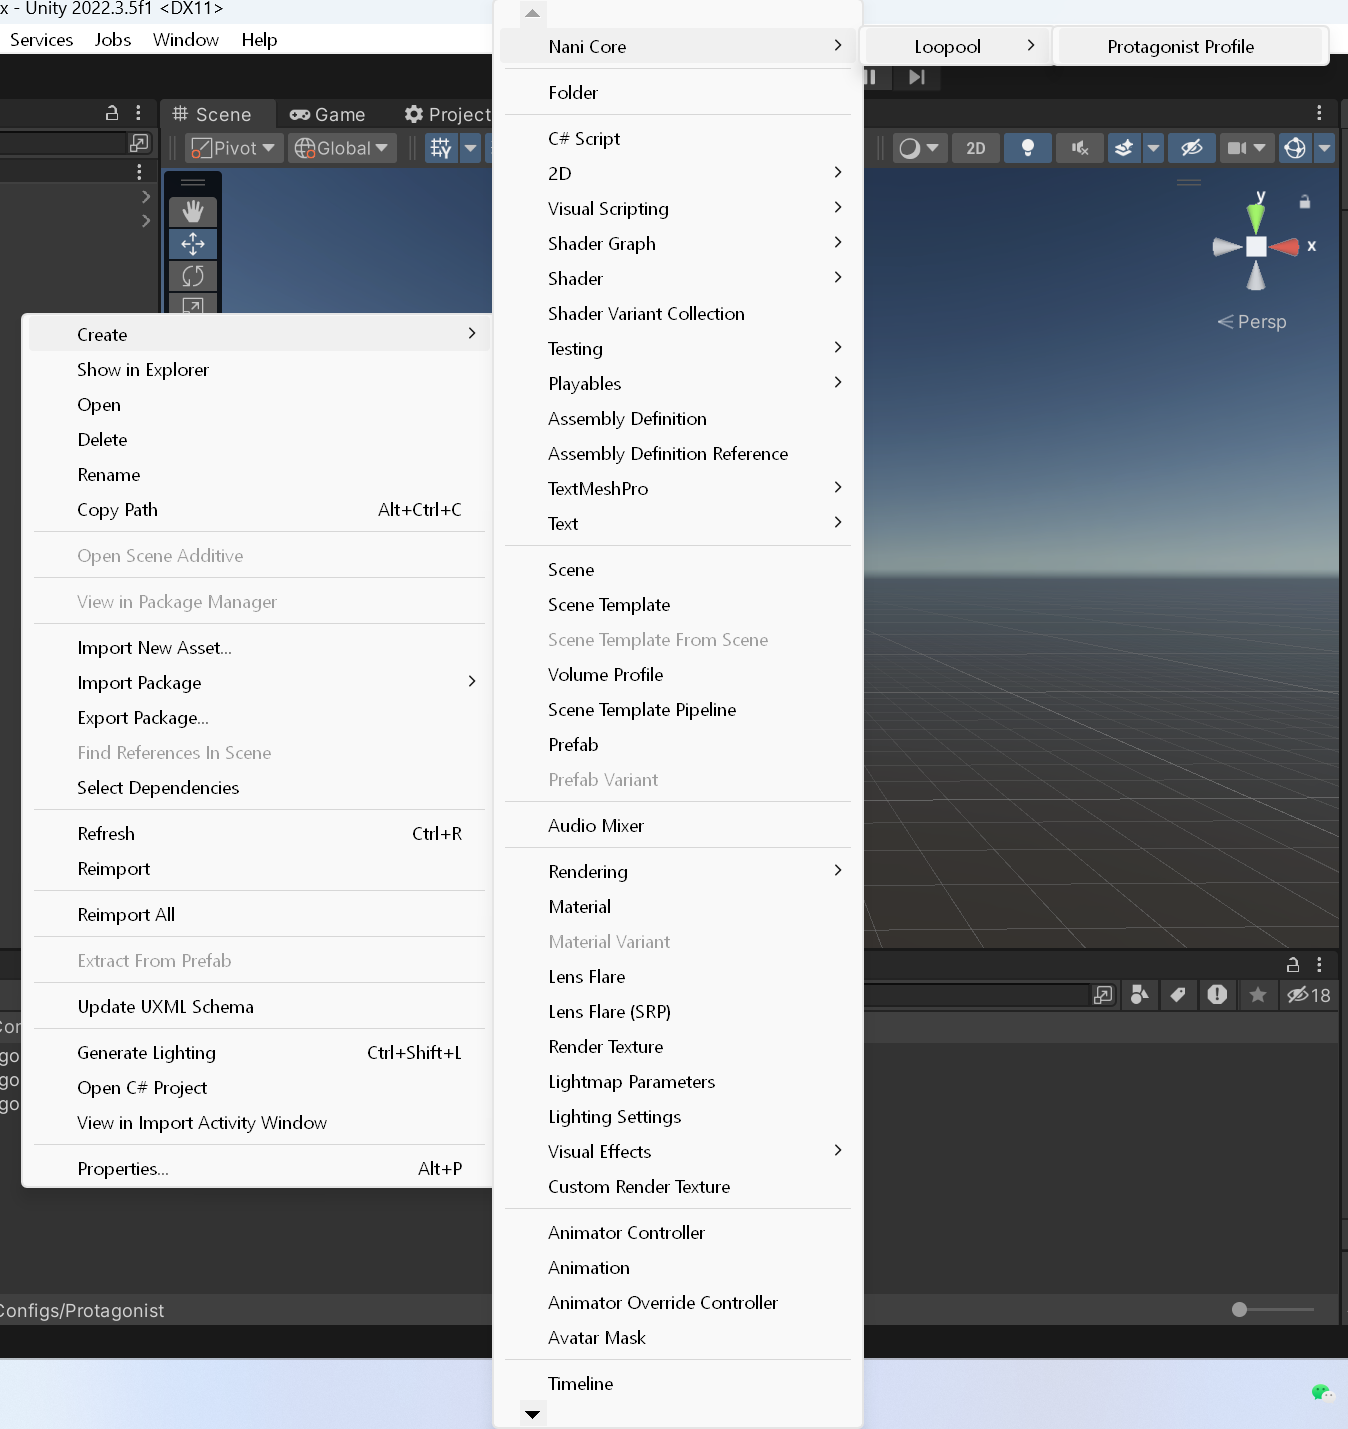 x - Unity 2022.3.5f1 <DX11>
Services Jobs Window Help
Nani Core
Loopool
Protagonist Profile
Scene Game Project
Pivot Global 2D
y
x
Persp
Create
Show in Explorer
Open
Delete
Rename
Copy Path Alt+Ctrl+C
Open Scene Additive
View in Package Manager
Import New Asset...
Import Package
Export Package...
Find References In Scene
Select Dependencies
Refresh Ctrl+R
Reimport
Reimport All
Extract From Prefab
Update UXML Schema
Generate Lighting Ctrl+Shift+L
Open C# Project
View in Import Activity Window
Properties... Alt+P
Folder
C# Script
2D
Visual Scripting
Shader Graph
Shader
Shader Variant Collection
Testing
Playables
Assembly Definition
Assembly Definition Reference
TextMeshPro
Text
Scene
Scene Template
Scene Template From Scene
Volume Profile
Scene Template Pipeline
Prefab
Prefab Variant
Audio Mixer
Rendering
Material
Material Variant
Lens Flare
Lens Flare (SRP)
Render Texture
Lightmap Parameters
Lighting Settings
Visual Effects
Custom Render Texture
Animator Controller
Animation
Animator Override Controller
Avatar Mask
Timeline
18
Con
go
go
go
Configs/Protagonist